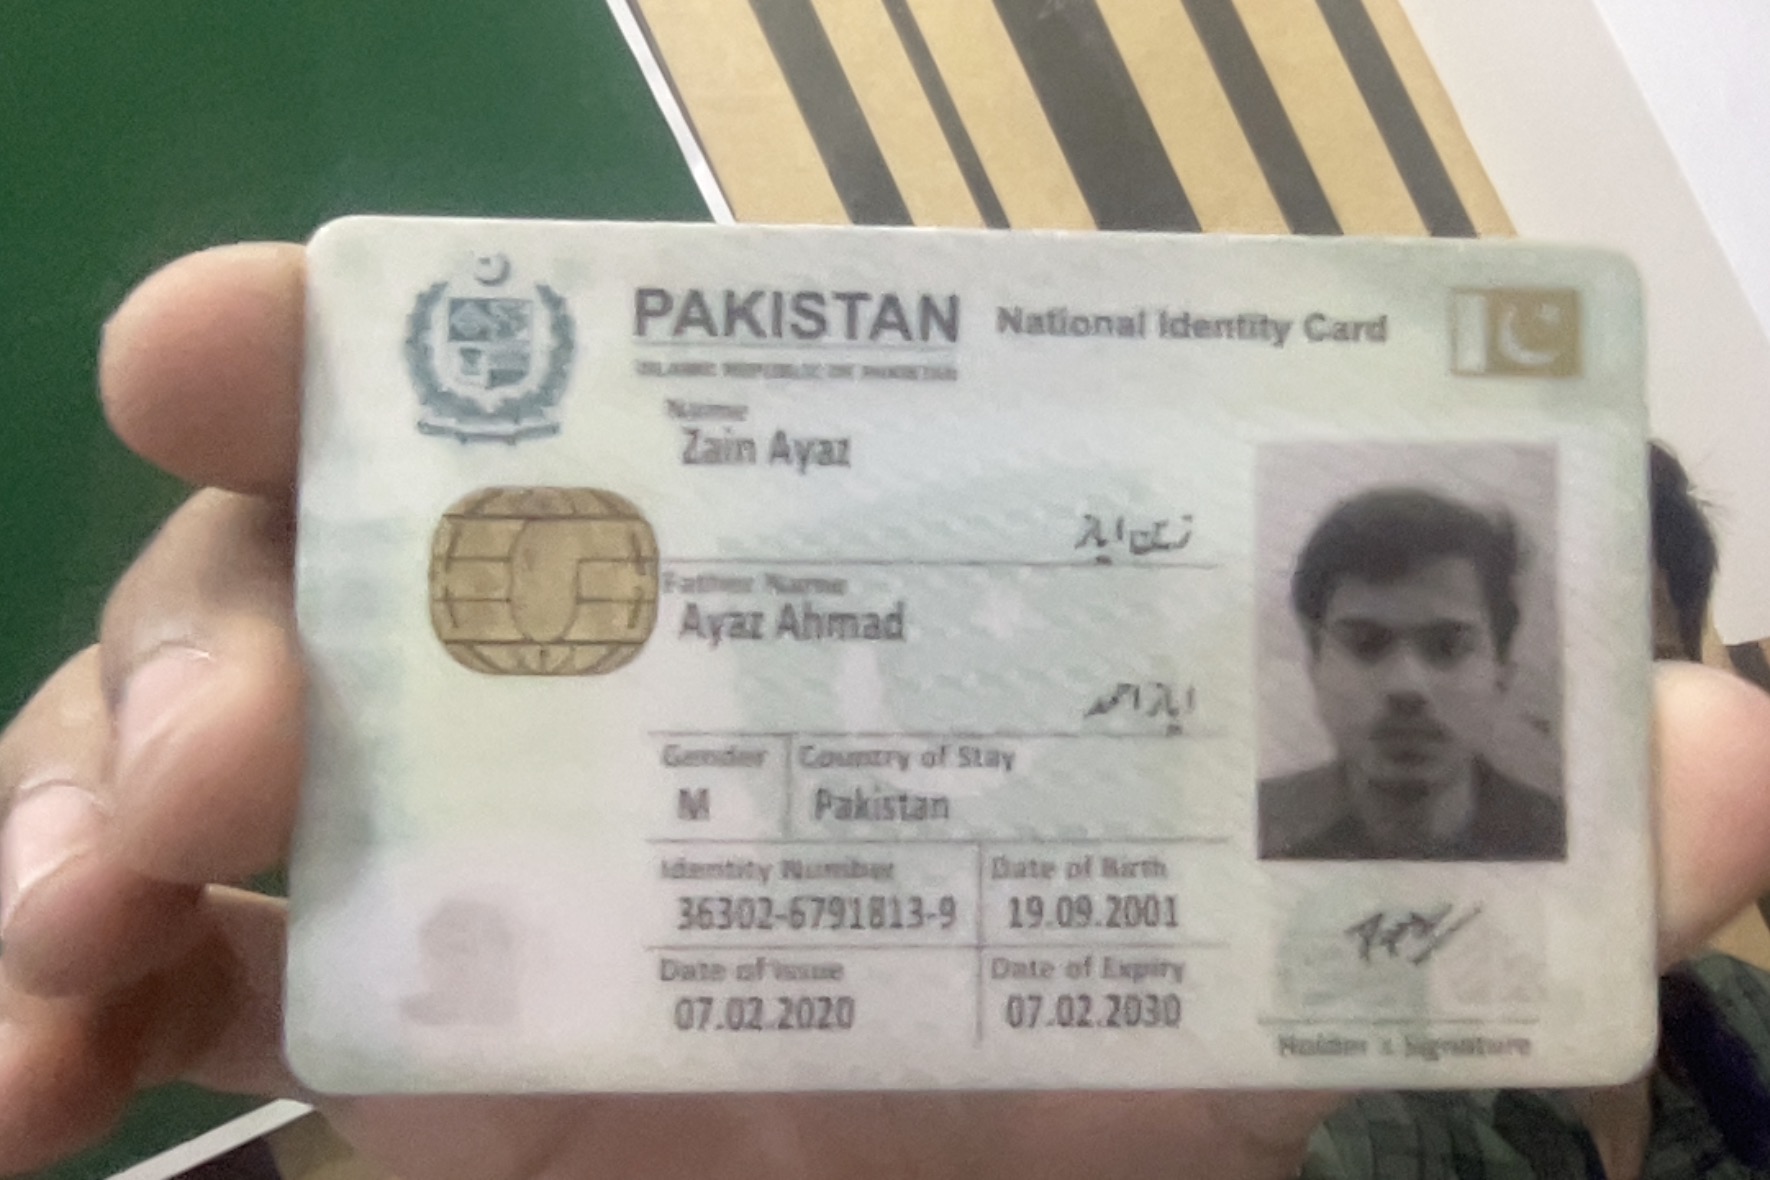 PAKISTAN National Identity Card
ISLAMIC REPUBLIC OF PAKISTAN
Name
Zain Ayaz
زین ایاز
Father Name
Ayaz Ahmad
ایاز احمد
Gender Country of Stay
M Pakistan
Identity Number Date of Birth
36302-6791813-9 19.09.2001
Date of Issue Date of Expiry
07.02.2020 07.02.2030
Holder's Signature